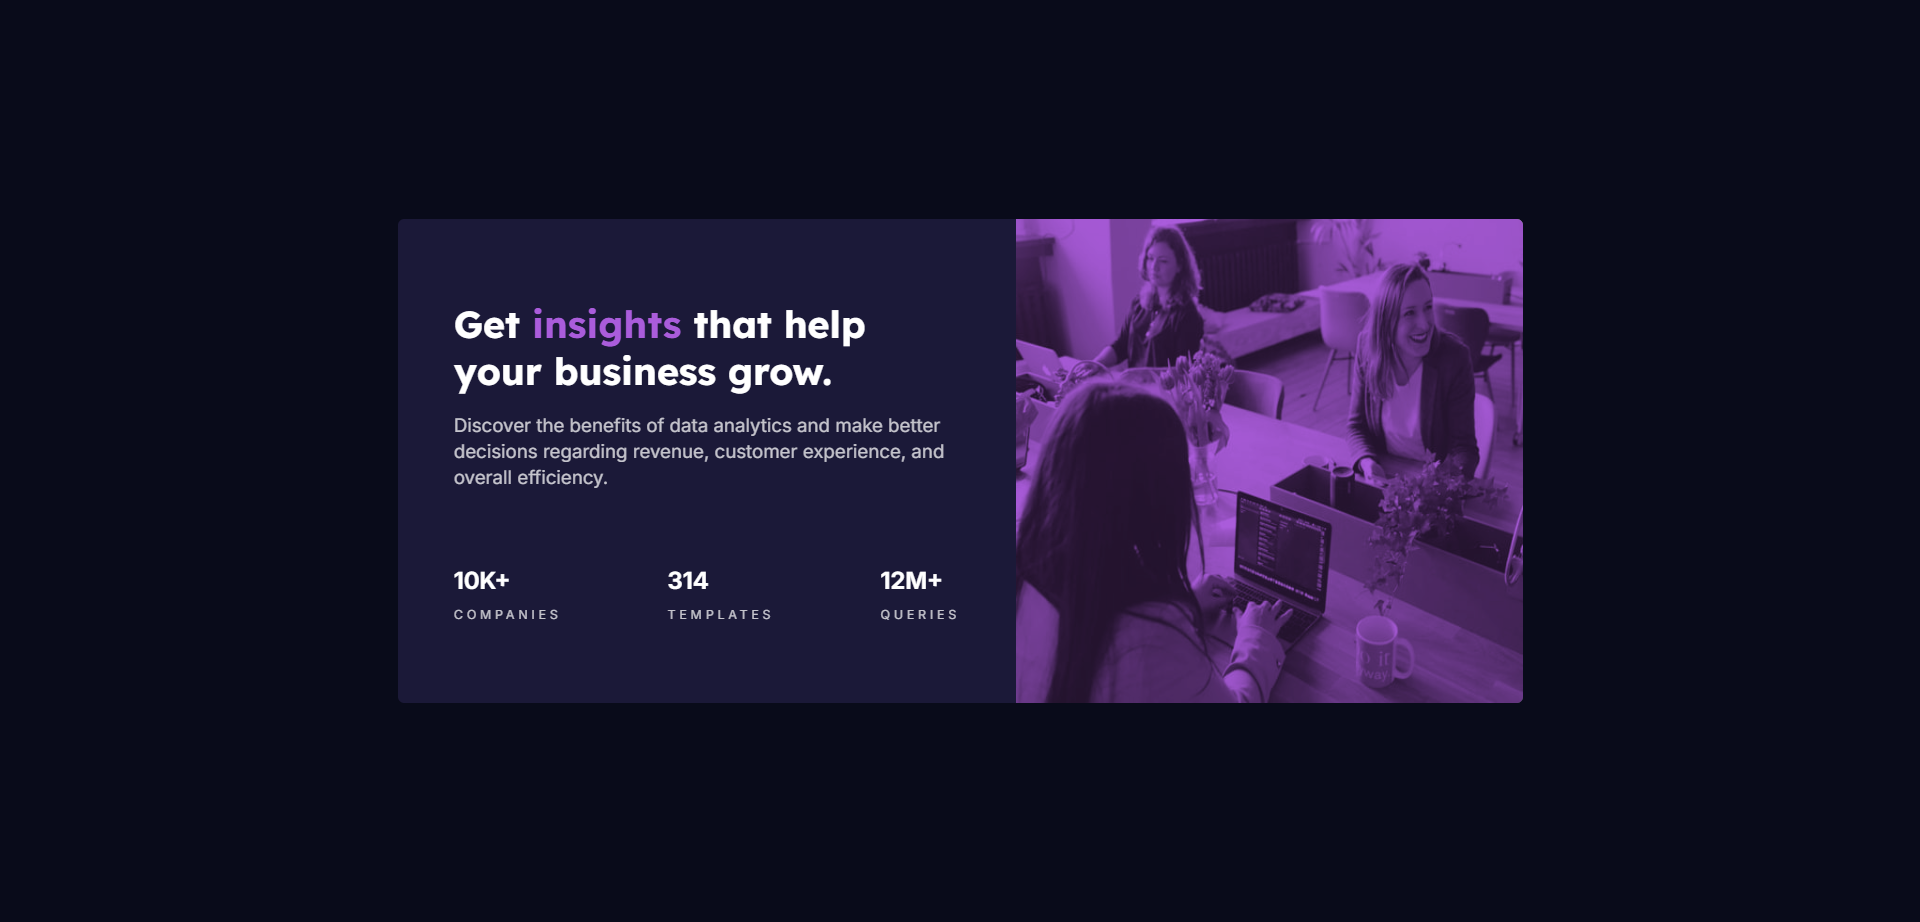 Get insights that help
your business grow.
Discover the benefits of data analytics and make better
decisions regarding revenue, customer experience, and
overall efficiency.
10K+
314
12M+
COMPANIES
TEMPLATES
QUERIES
way